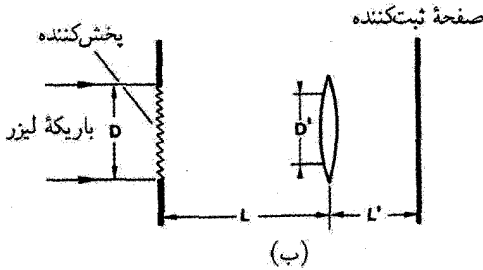 صفحهٔ ثبت‌کننده
پخش‌کننده
باریکهٔ لیزر
D
D'
L
L'
(ب)